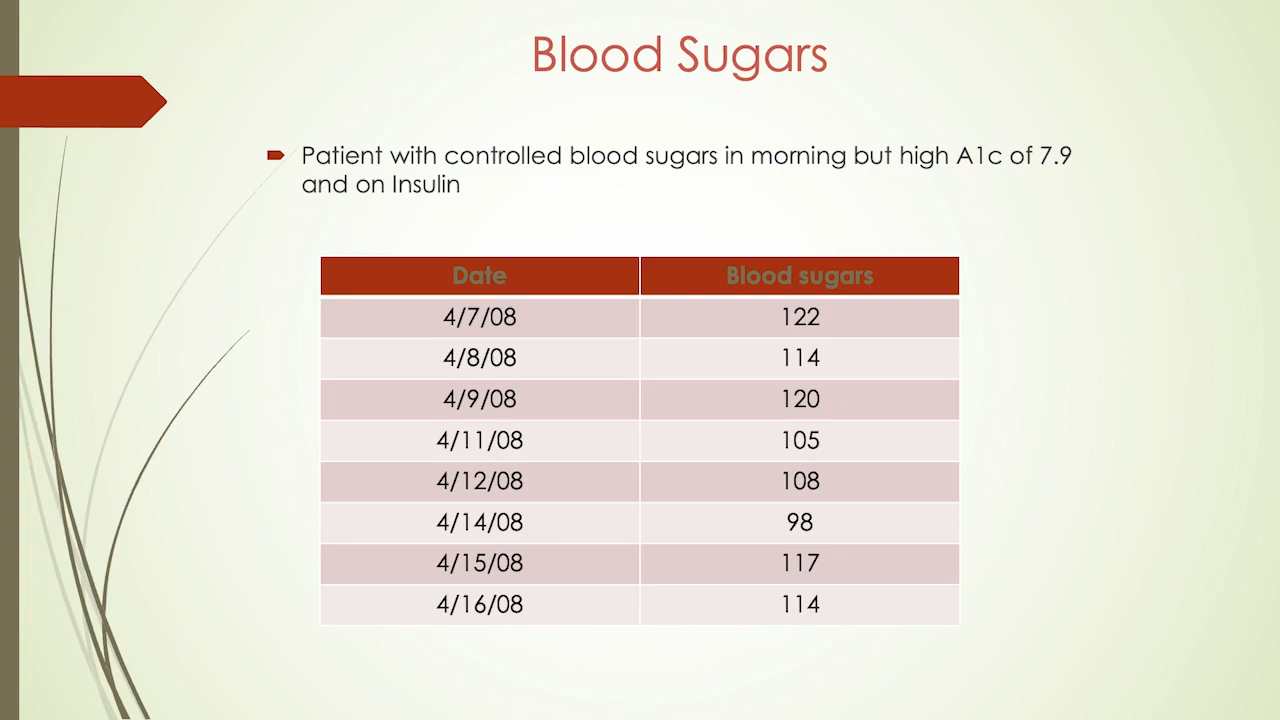 Blood Sugars
Patient with controlled blood sugars in morning but high A1c of 7.9
and on Insulin
Date Blood sugars
4/7/08 122
4/8/08 114
4/9/08 120
4/11/08 105
4/12/08 108
4/14/08 98
4/15/08 117
4/16/08 114